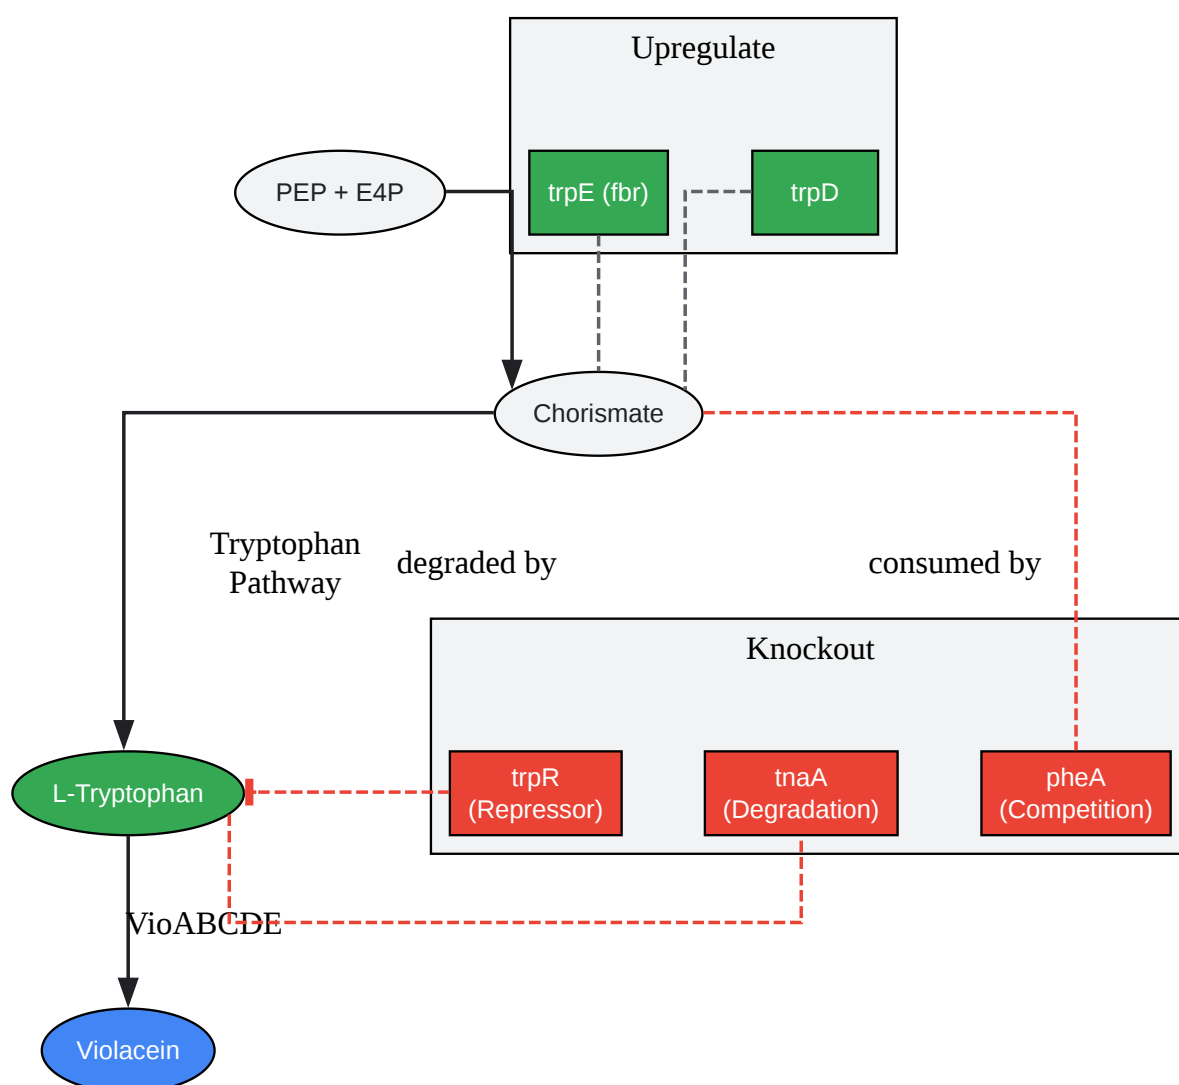 Upregulate
PEP + E4P
trpE (fbr)
trpD
Chorismate
Tryptophan
Pathway
degraded by
consumed by
Knockout
L-Tryptophan
trpR
(Repressor)
tnaA
(Degradation)
pheA
(Competition)
VioABCDE
Violacein